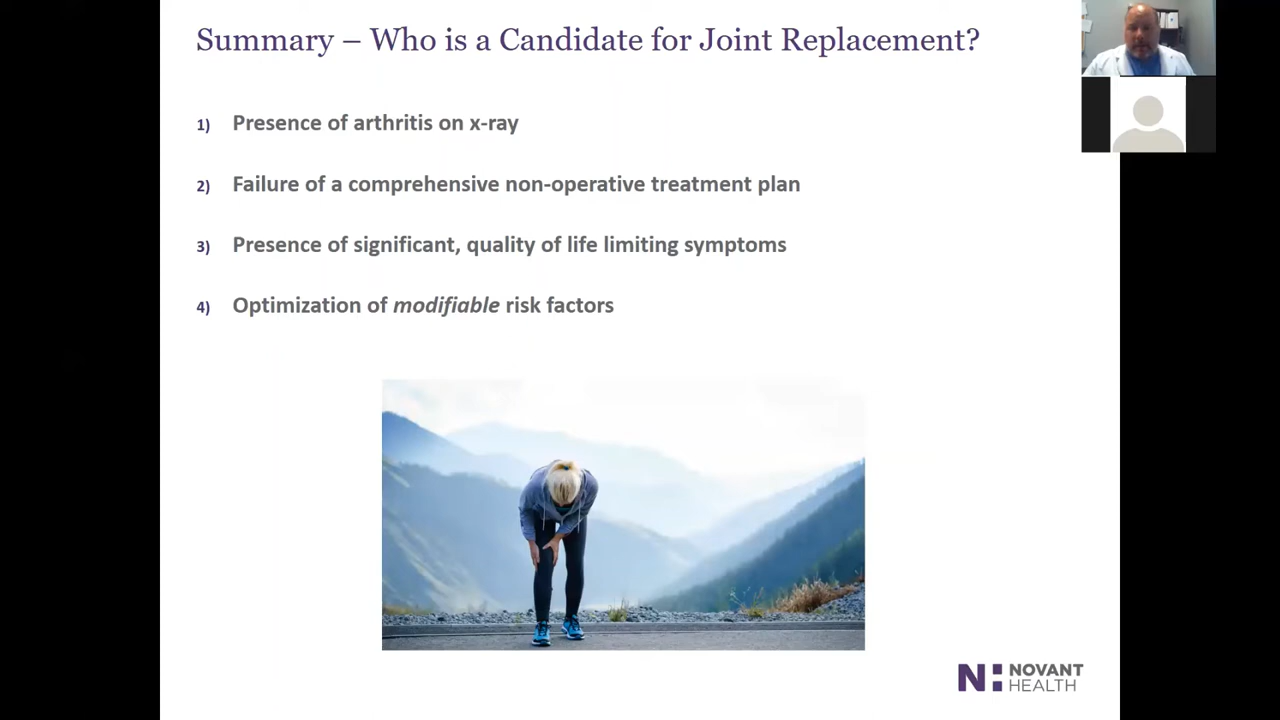 Summary – Who is a Candidate for Joint Replacement?
1) Presence of arthritis on x-ray
2) Failure of a comprehensive non-operative treatment plan
3) Presence of significant, quality of life limiting symptoms
4) Optimization of modifiable risk factors
N NOVANT
HEALTH